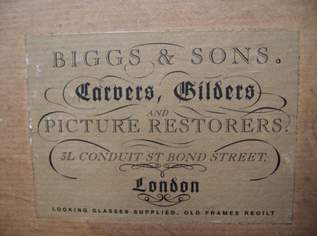 BIGGS & SONS.
Carvers, Gilders
AND
PICTURE RESTORERS.
31, CONDUIT ST BOND STREET,
London
LOOKING GLASSES SUPPLIED, OLD FRAMES REGILT